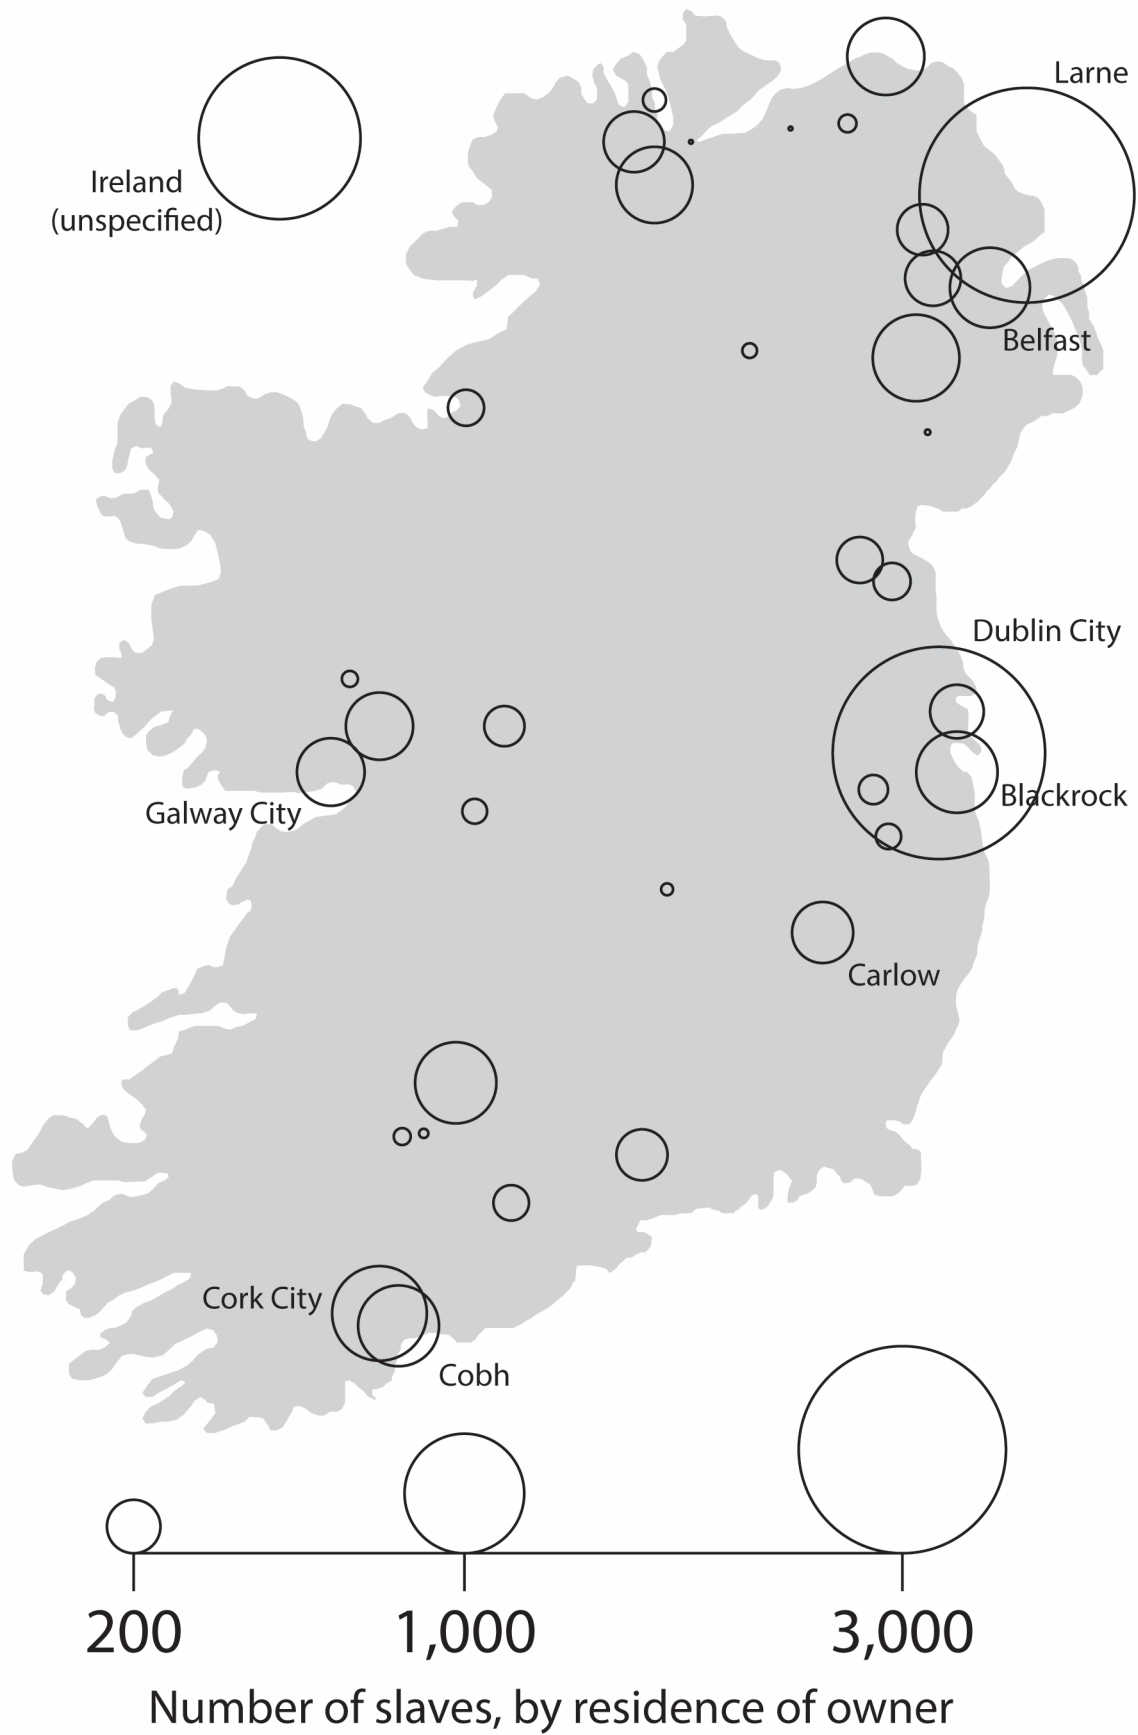 Larne
Ireland
(unspecified)
Belfast
Dublin City
Blackrock
Galway City
Carlow
Cork City
Cobh
200
1,000
3,000
Number of slaves, by residence of owner